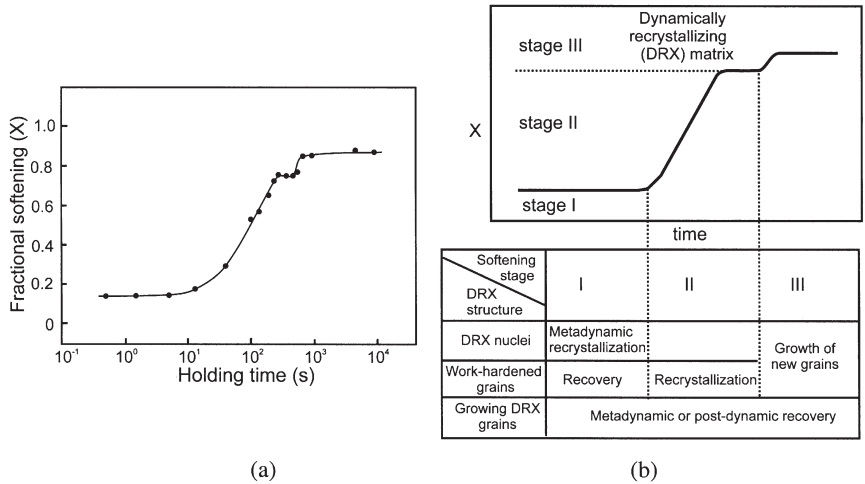 Fractional softening (X)
1.0
0.8
0.6
0.4
0.2
0
10-1
100
101
102
103
104
Holding time (s)
(a)
Dynamically
recrystallizing
(DRX) matrix
stage III
stage II
stage I
X
time
Softening
stage
DRX
structure
I
II
III
DRX nuclei
Metadynamic
recrystallization
Growth of
new grains
Work-hardened
grains
Recovery
Recrystallization
Growing DRX
grains
Metadynamic or post-dynamic recovery
(b)